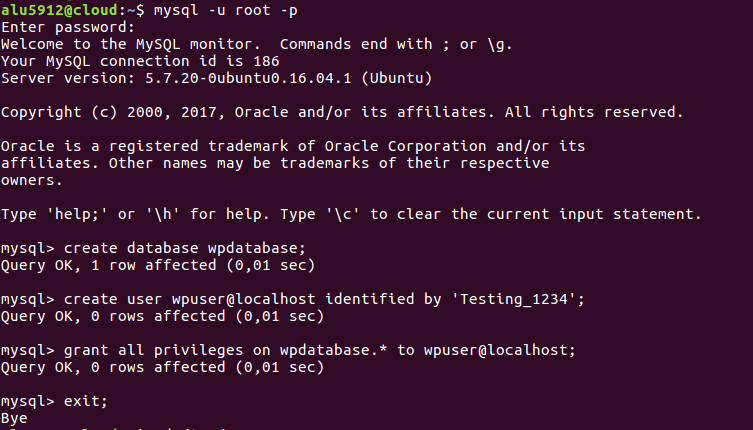 alu5912@cloud:~$ mysql -u root -p
Enter password:
Welcome to the MySQL monitor.  Commands end with ; or \g.
Your MySQL connection id is 186
Server version: 5.7.20-0ubuntu0.16.04.1 (Ubuntu)
Copyright (c) 2000, 2017, Oracle and/or its affiliates. All rights reserved.
Oracle is a registered trademark of Oracle Corporation and/or its
affiliates. Other names may be trademarks of their respective
owners.
Type 'help;' or '\h' for help. Type '\c' to clear the current input statement.
mysql> create database wpdatabase;
Query OK, 1 row affected (0,01 sec)
mysql> create user wpuser@localhost identified by 'Testing_1234';
Query OK, 0 rows affected (0,01 sec)
mysql> grant all privileges on wpdatabase.* to wpuser@localhost;
Query OK, 0 rows affected (0,01 sec)
mysql> exit;
Bye